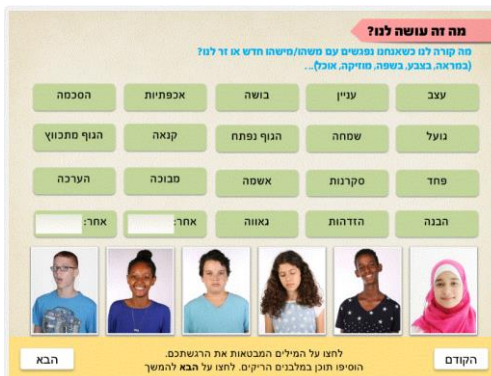 מה זה עושה לנו?
מה קורה לנו כשאנחנו נפגשים עם משהו/מישהו חדש או זר לנו?
(במראה, בצבע, בשפה, מוזיקה, אוכל)...
עצב עניין בושה אכפתיות הסכמה
גועל שמחה הגוף נפתח קנאה הגוף מתכווץ
פחד סקרנות אשמה מבוכה הערכה
הבנה הזדהות גאווה אחר: אחר:
לחצו על המילים המבטאות את הרגשתכם.
הקודם הוסיפו תוכן במלבנים הריקים. לחצו על הבא להמשך הבא